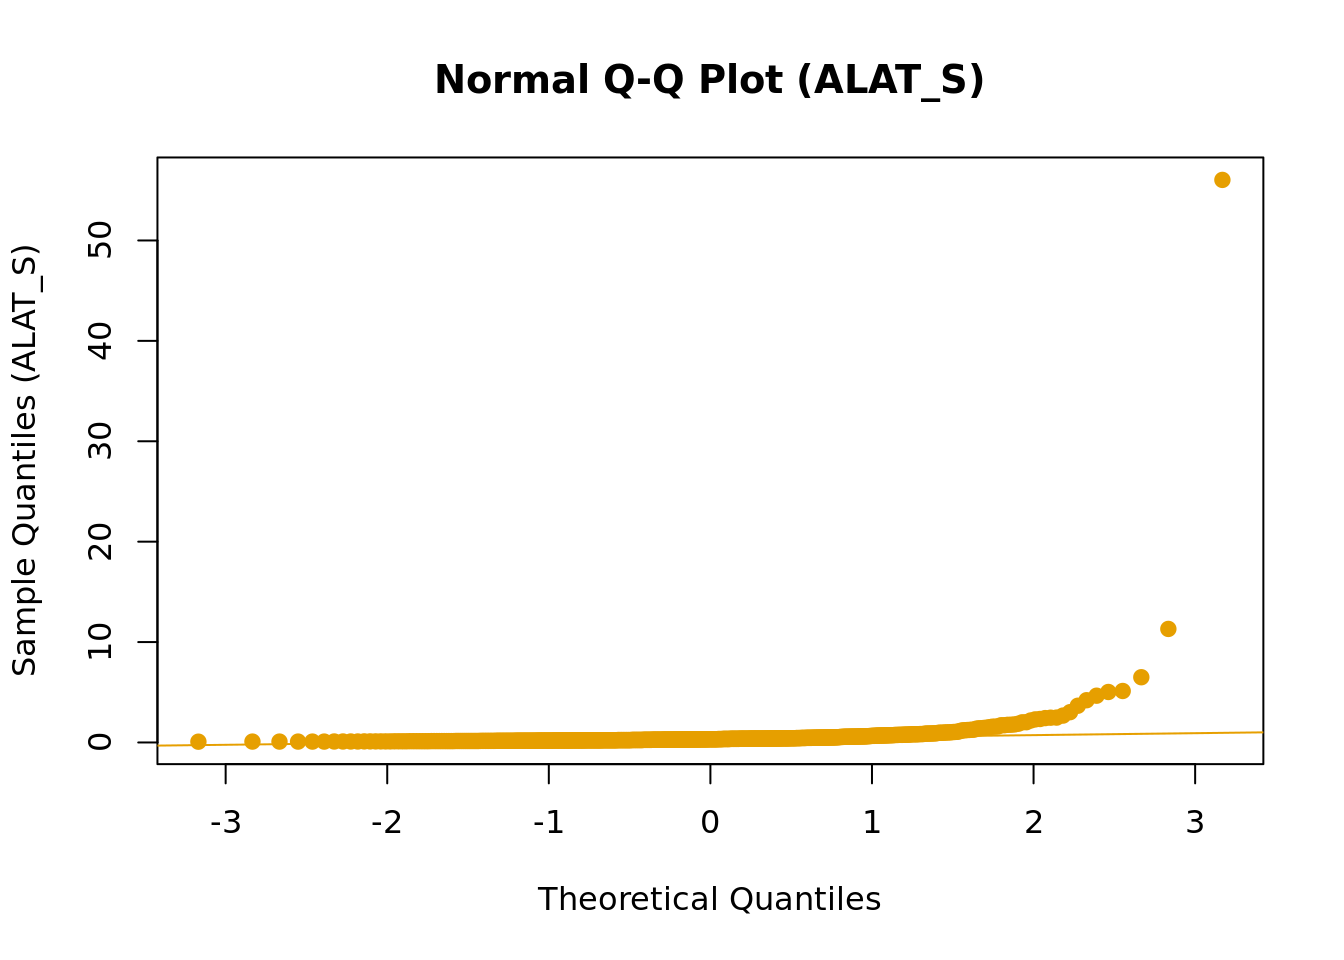 Normal Q-Q Plot (ALAT_S)
Sample Quantiles (ALAT_S)
50
40
30
20
10
0
-3 -2 -1 0 1 2 3
Theoretical Quantiles